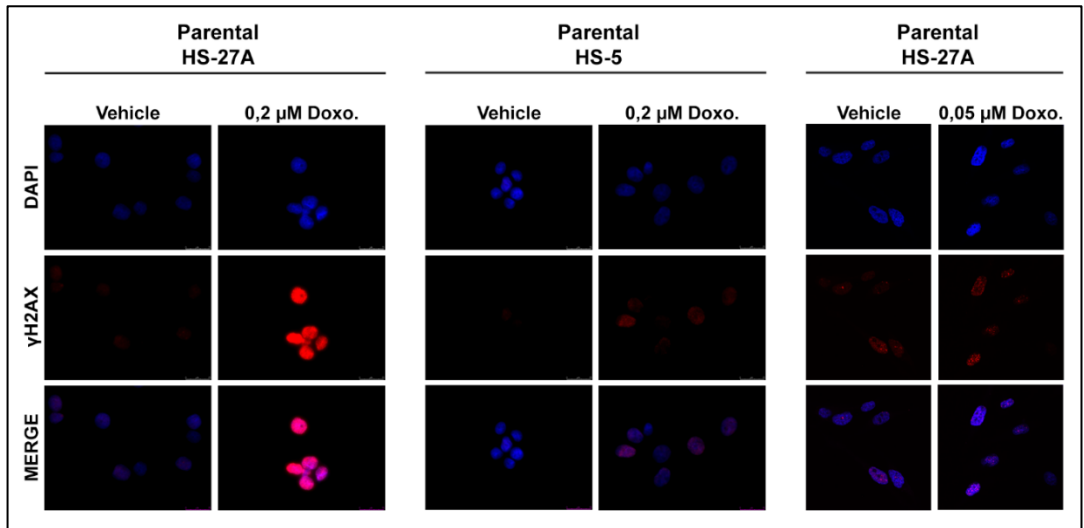 Parental
HS-27A
Parental
HS-5
Parental
HS-27A
Vehicle
0,2 µM Doxo.
Vehicle
0,2 µM Doxo.
Vehicle
0,05 µM Doxo.
DAPI
γH2AX
MERGE